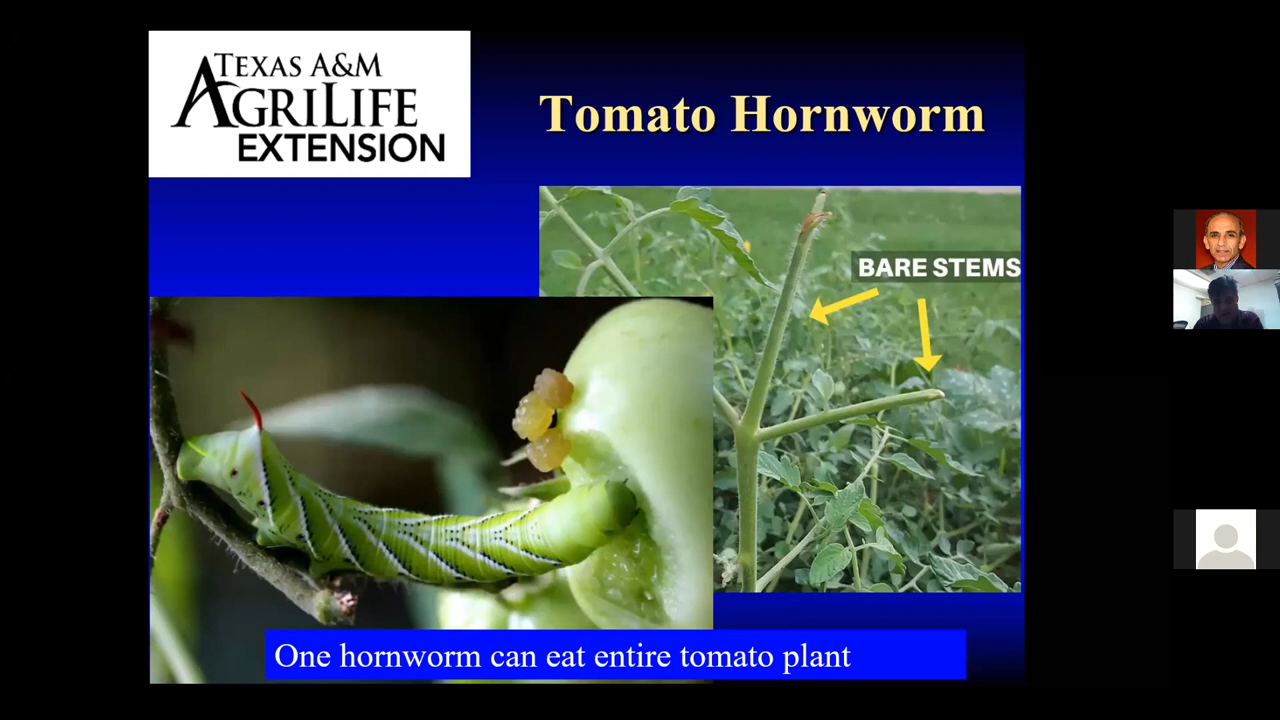 TEXAS A&M
AGRILIFE
EXTENSION
Tomato Hornworm
BARE STEMS
One hornworm can eat entire tomato plant